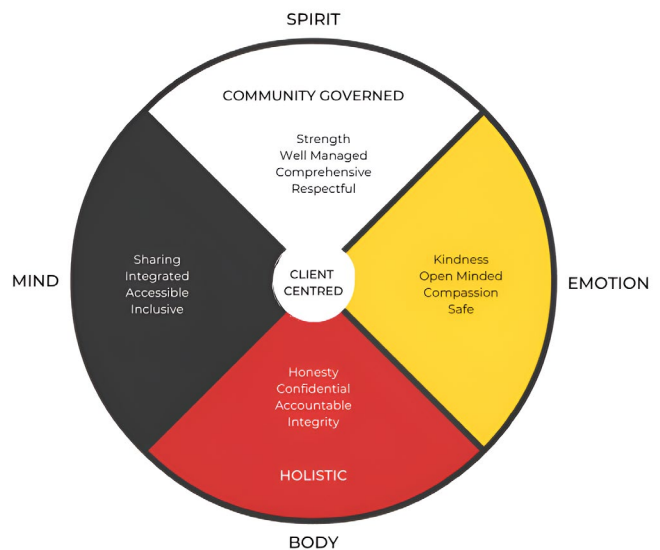 SPIRIT
COMMUNITY GOVERNED
Strength
Well Managed
Comprehensive
Respectful
MIND
Sharing
Integrated
Accessible
Inclusive
CLIENT
CENTRED
Kindness
Open Minded
Compassion
Safe
EMOTION
Honesty
Confidential
Accountable
Integrity
HOLISTIC
BODY